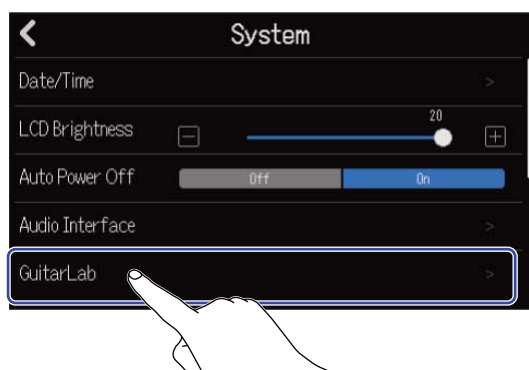 System
Date/Time
LCD Brightness 20
Auto Power Off Off On
Audio Interface
GuitarLab